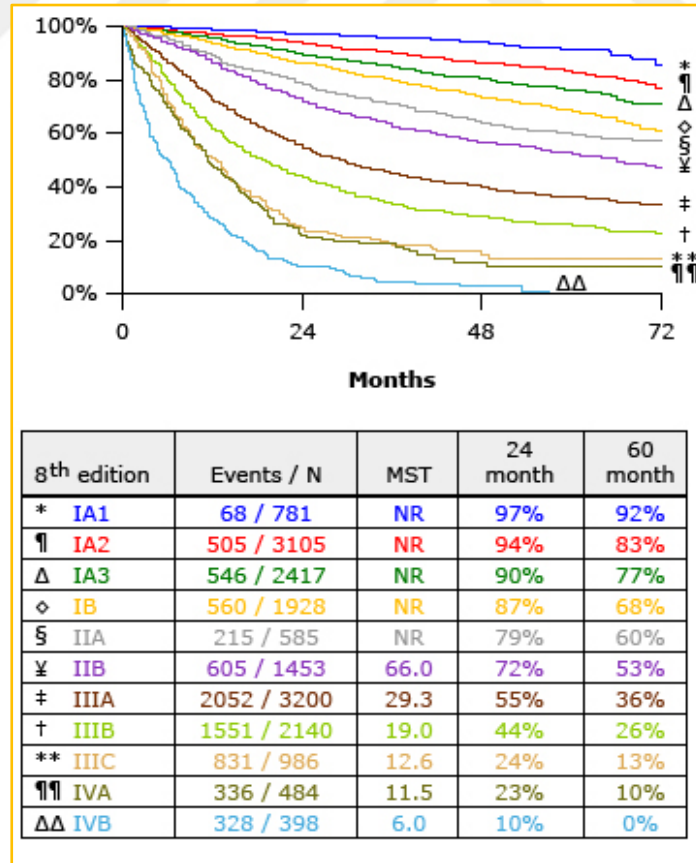 100%
80%
60%
40%
20%
0%
*
¶
Δ
◇
§
¥
‡
†
**
¶¶
ΔΔ
0 24 48 72
Months
8th edition Events / N MST 24 month 60 month
* IA1 68 / 781 NR 97% 92%
¶ IA2 505 / 3105 NR 94% 83%
Δ IA3 546 / 2417 NR 90% 77%
◇ IB 560 / 1928 NR 87% 68%
§ IIA 215 / 585 NR 79% 60%
¥ IIB 605 / 1453 66.0 72% 53%
‡ IIIA 2052 / 3200 29.3 55% 36%
† IIIB 1551 / 2140 19.0 44% 26%
** IIIC 831 / 986 12.6 24% 13%
¶¶ IVA 336 / 484 11.5 23% 10%
ΔΔ IVB 328 / 398 6.0 10% 0%